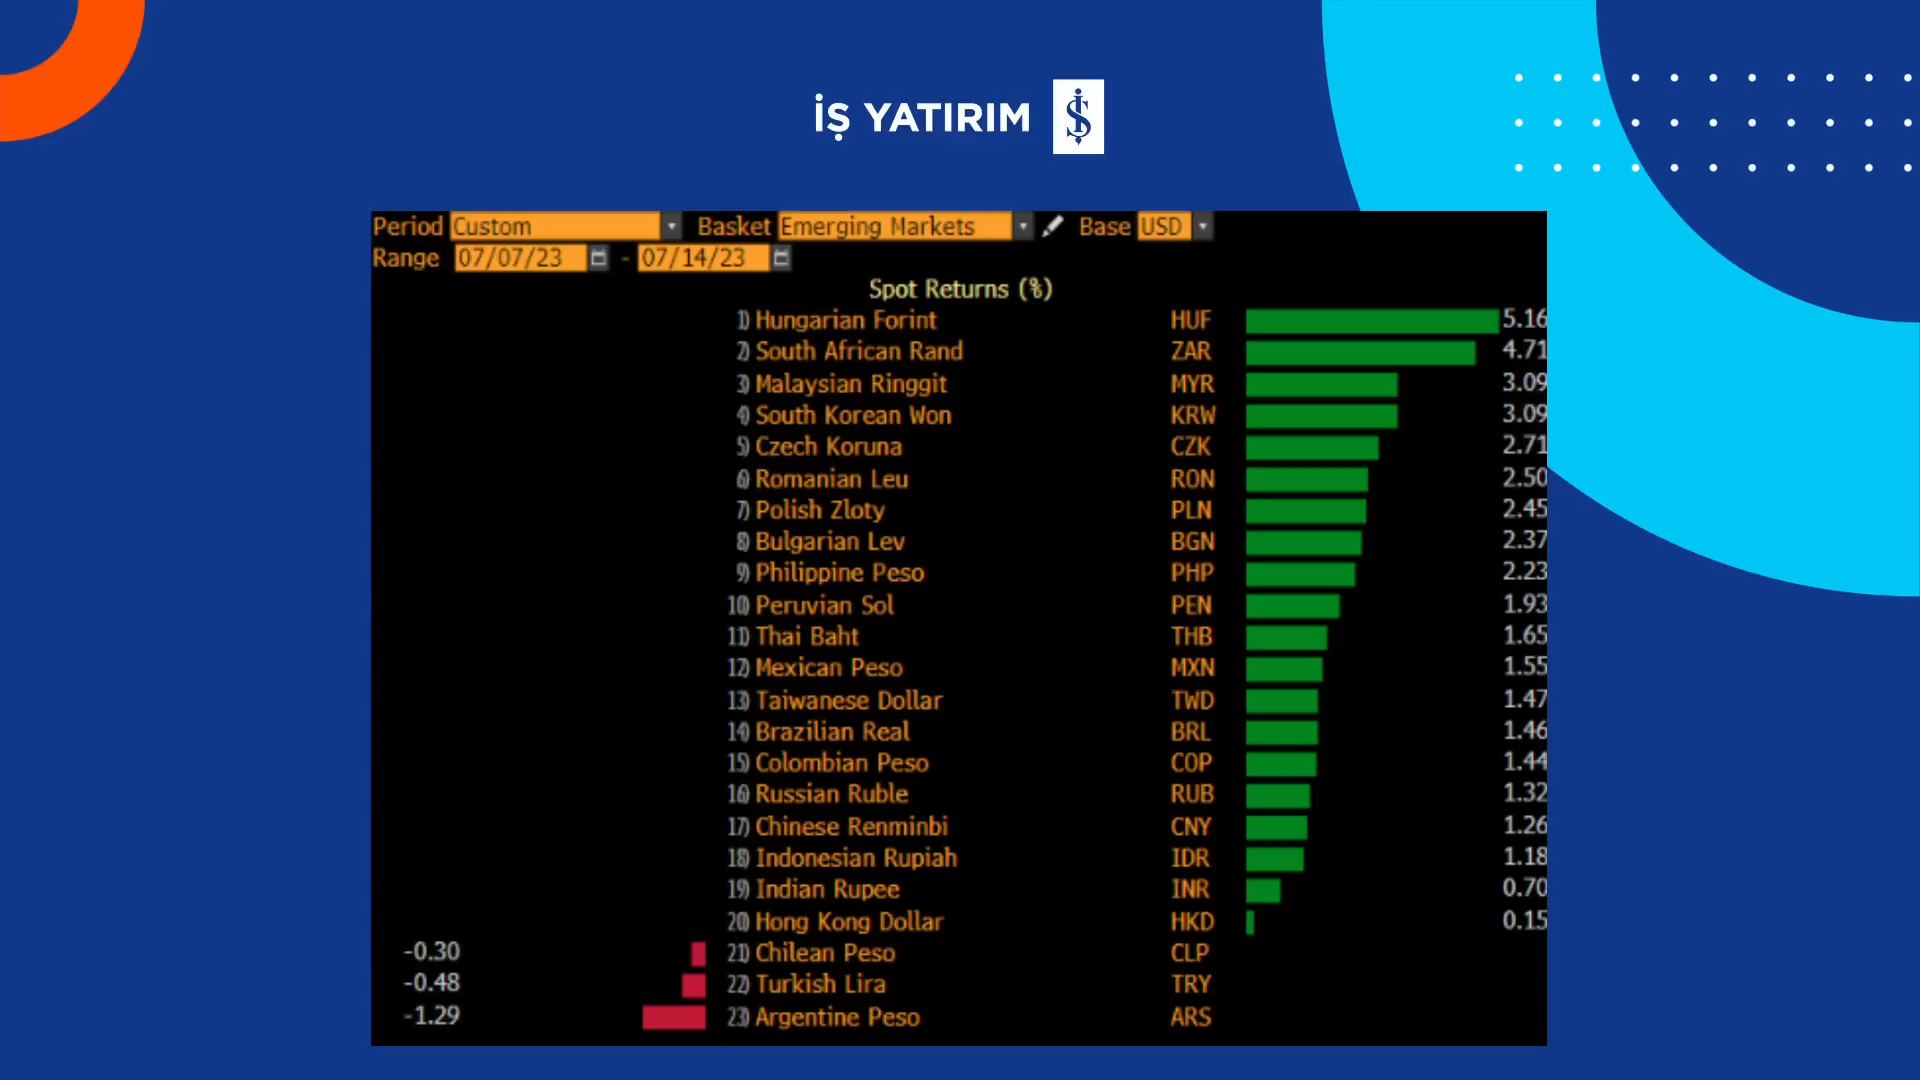 İŞ YATIRIM
Period Custom Basket Emerging Markets Base USD
Range 07/07/23 - 07/14/23
Spot Returns (%)
1) Hungarian Forint HUF 5.16
2) South African Rand ZAR 4.71
3) Malaysian Ringgit MYR 3.09
4) South Korean Won KRW 3.09
5) Czech Koruna CZK 2.71
6) Romanian Leu RON 2.50
7) Polish Zloty PLN 2.45
8) Bulgarian Lev BGN 2.37
9) Philippine Peso PHP 2.23
10) Peruvian Sol PEN 1.93
11) Thai Baht THB 1.65
12) Mexican Peso MXN 1.55
13) Taiwanese Dollar TWD 1.47
14) Brazilian Real BRL 1.46
15) Colombian Peso COP 1.44
16) Russian Ruble RUB 1.32
17) Chinese Renminbi CNY 1.26
18) Indonesian Rupiah IDR 1.18
19) Indian Rupee INR 0.70
20) Hong Kong Dollar HKD 0.15
-0.30 21) Chilean Peso CLP
-0.48 22) Turkish Lira TRY
-1.29 23) Argentine Peso ARS